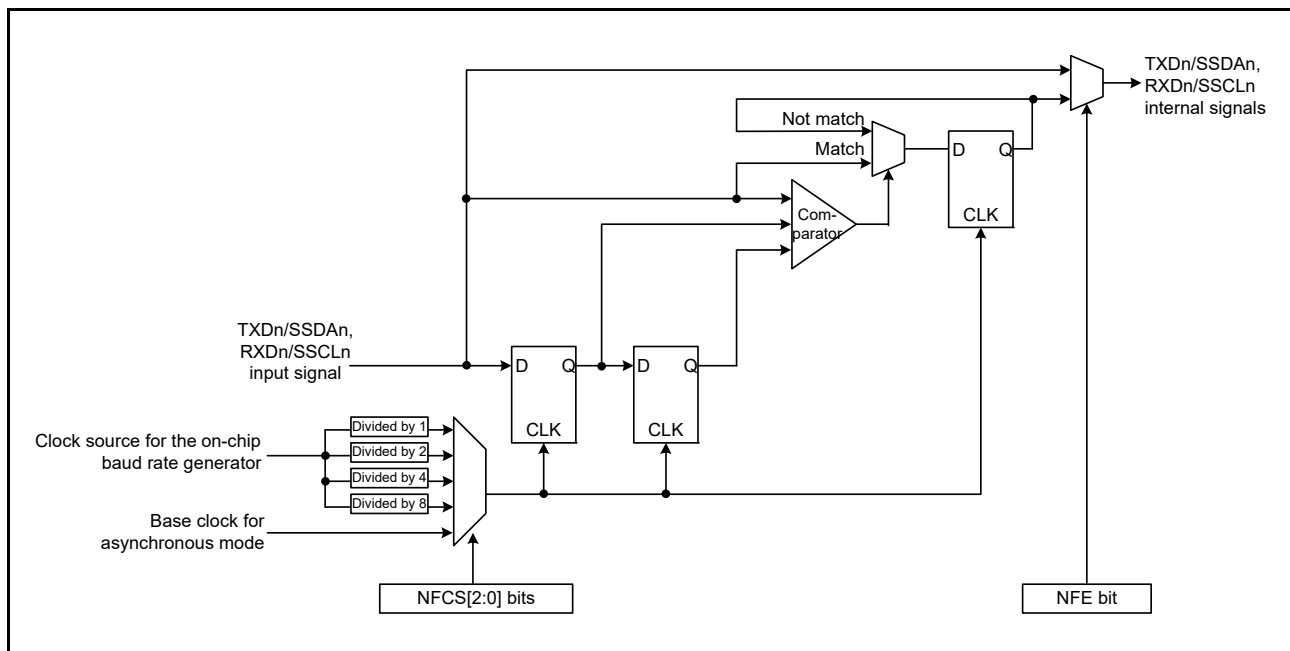 TXDn/SSDAn,
RXDn/SSCLn
internal signals
Not match
Match
D
Q
CLK
Com-
parator
TXDn/SSDAn,
RXDn/SSCLn
input signal
D
Q
CLK
D
Q
CLK
Clock source for the on-chip
baud rate generator
Divided by 1
Divided by 2
Divided by 4
Divided by 8
Base clock for
asynchronous mode
NFCS[2:0] bits
NFE bit